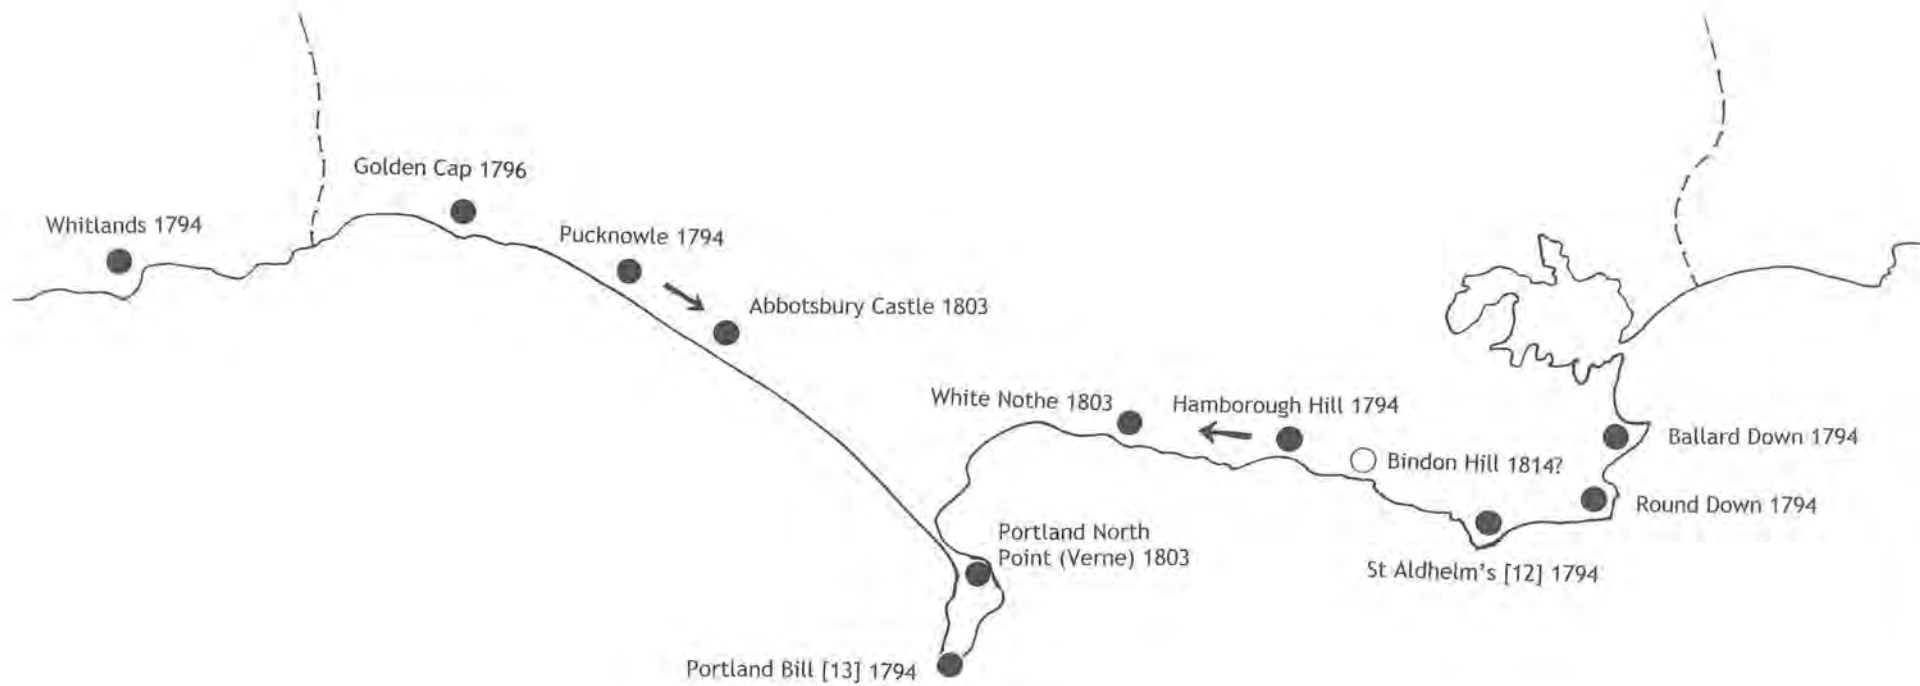 Golden Cap 1796
Whitlands 1794
Pucknowle 1794
Abbotsbury Castle 1803
White Nothe 1803
Hamborough Hill 1794
Ballard Down 1794
Bindon Hill 1814?
Round Down 1794
Portland North
Point (Verne) 1803
St Aldhelm's [12] 1794
Portland Bill [13] 1794